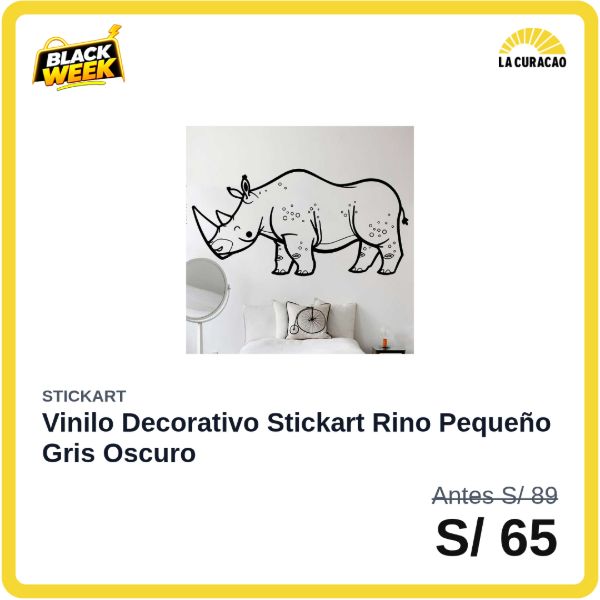 BLACK
WEEK
LA CURACAO
STICKART
Vinilo Decorativo Stickart Rino Pequeño
Gris Oscuro
Antes S/ 89
S/ 65